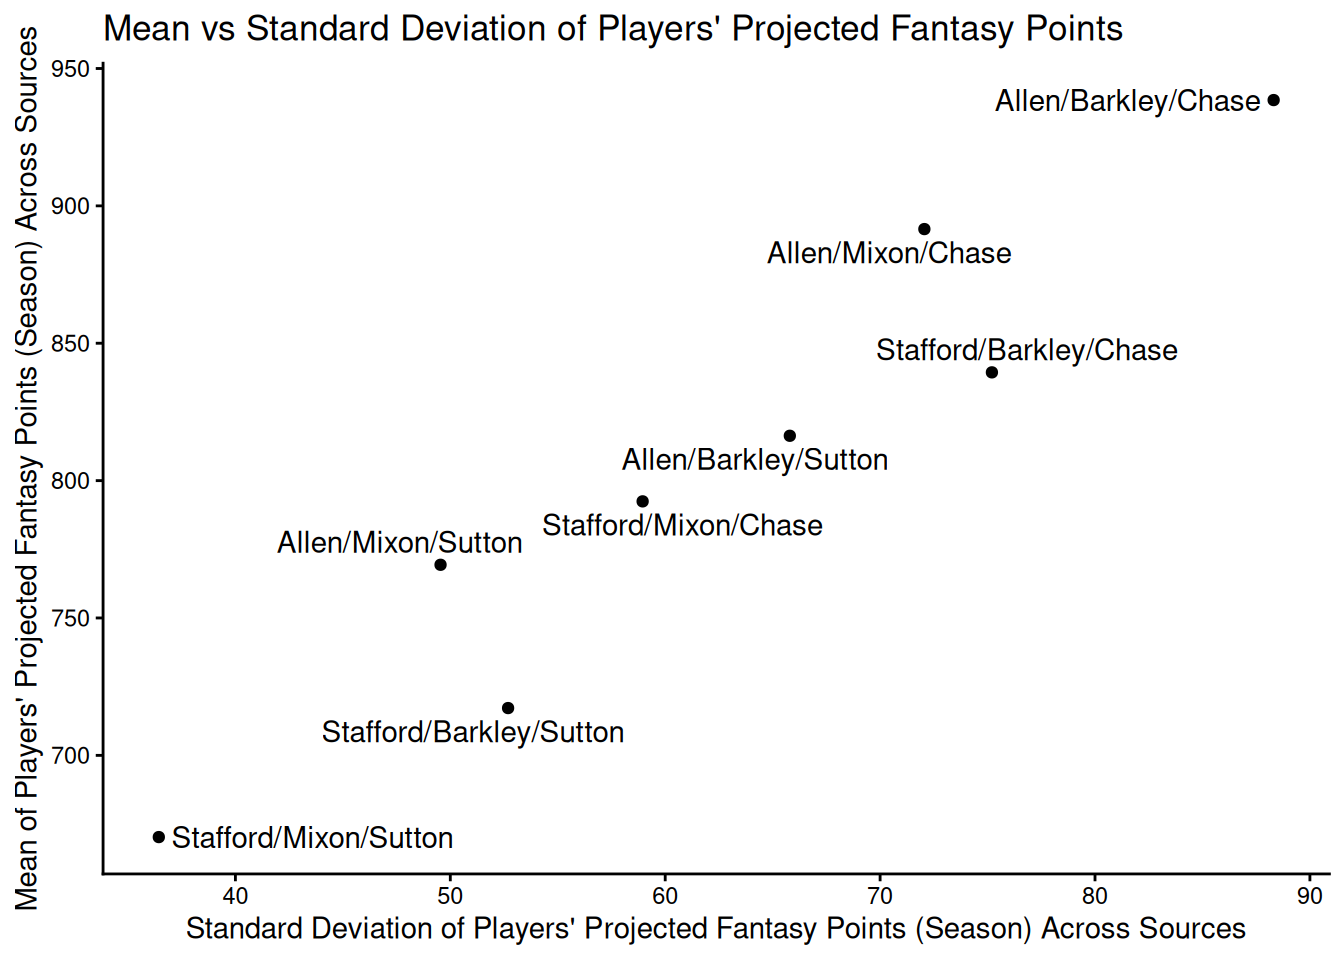 Mean vs Standard Deviation of Players' Projected Fantasy Points
Mean of Players' Projected Fantasy Points (Season) Across Sources
950
900
850
800
750
700
Allen/Barkley/Chase
Allen/Mixon/Chase
Stafford/Barkley/Chase
Allen/Barkley/Sutton
Stafford/Mixon/Chase
Allen/Mixon/Sutton
Stafford/Barkley/Sutton
Stafford/Mixon/Sutton
40 50 60 70 80 90
Standard Deviation of Players' Projected Fantasy Points (Season) Across Sources